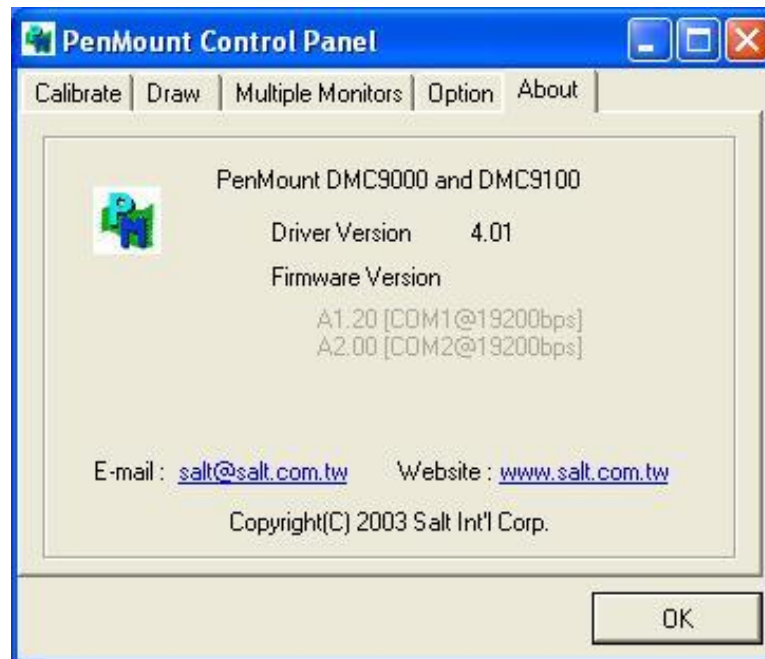 PenMount Control Panel
Calibrate Draw Multiple Monitors Option About
PM
PenMount DMC9000 and DMC9100
Driver Version 4.01
Firmware Version
A1.20 [COM1@19200bps]
A2.00 [COM2@19200bps]
E-mail : salt@salt.com.tw Website : www.salt.com.tw
Copyright(C) 2003 Salt Int'l Corp.
OK